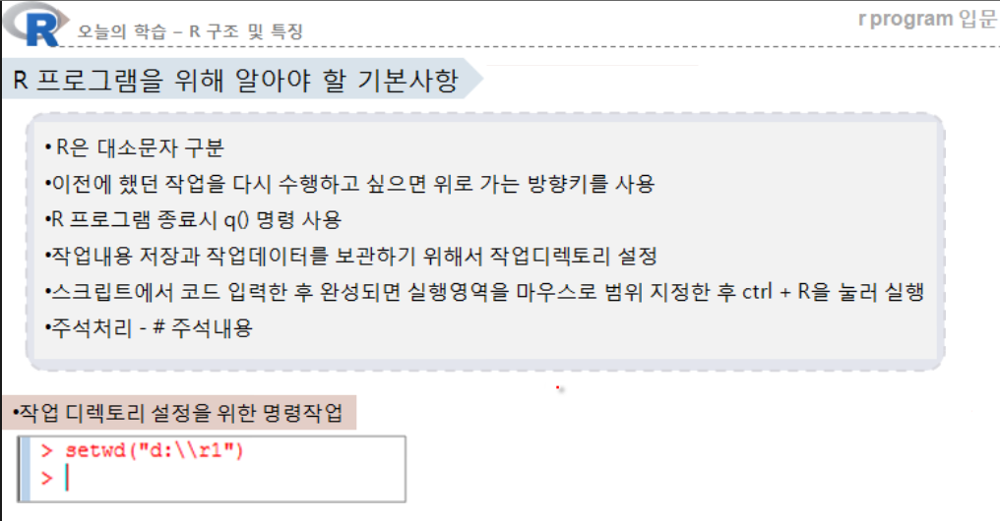 R 오늘의 학습 – R 구조 및 특징
r program 입문
R 프로그램을 위해 알아야 할 기본사항
•R은 대소문자 구분
•이전에 했던 작업을 다시 수행하고 싶으면 위로 가는 방향키를 사용
•R 프로그램 종료시 q() 명령 사용
•작업내용 저장과 작업데이터를 보관하기 위해서 작업디렉토리 설정
•스크립트에서 코드 입력한 후 완성되면 실행영역을 마우스로 범위 지정한 후 ctrl + R을 눌러 실행
•주석처리 - # 주석내용
•작업 디렉토리 설정을 위한 명령작업
> setwd("d:\\r1")
>